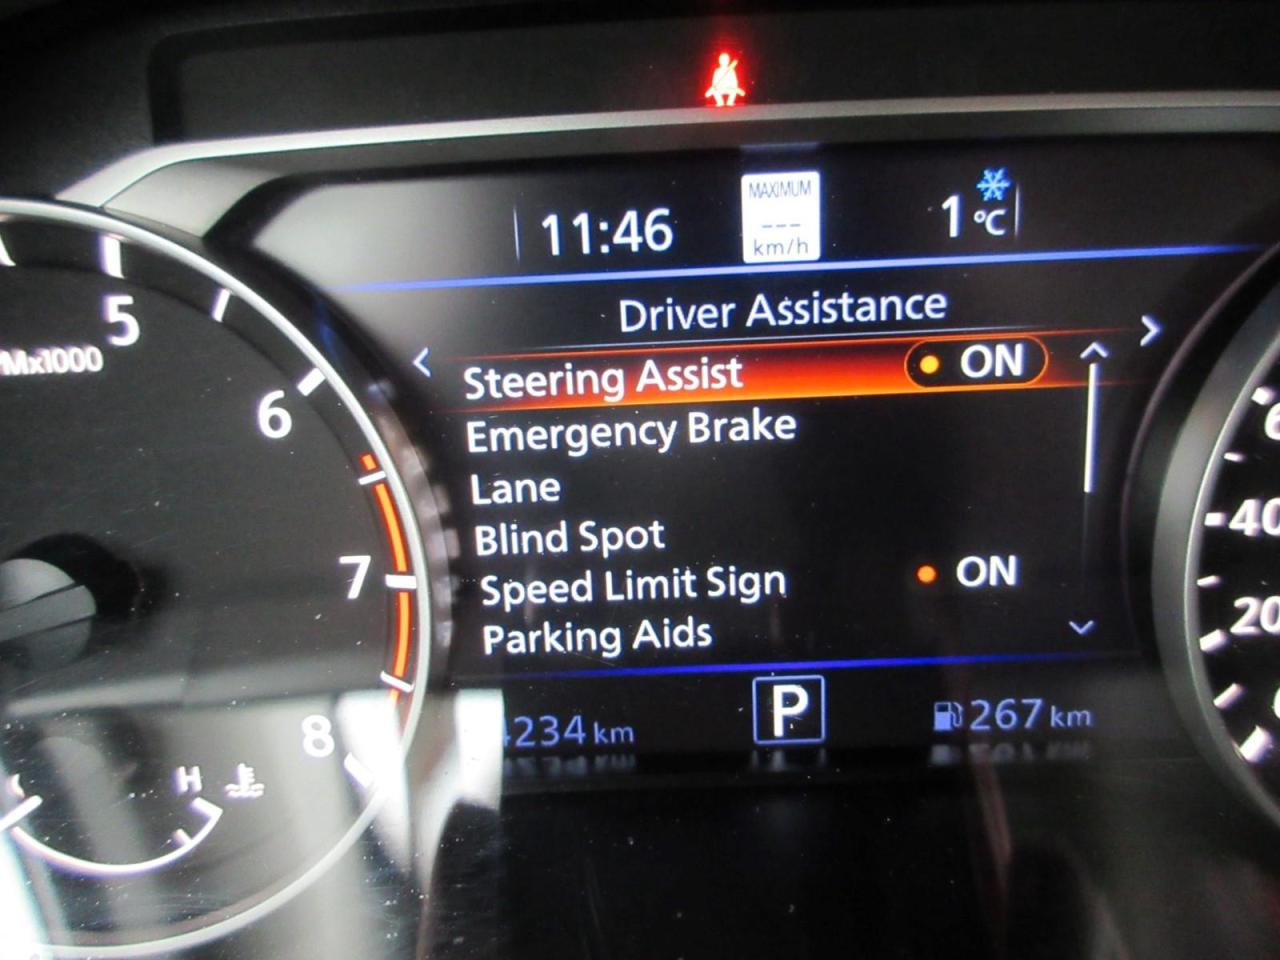 MAXIMUM
11:46
---
km/h
1 °C
Driver Assistance
Steering Assist ON
Emergency Brake
Lane
Blind Spot
Speed Limit Sign ON
Parking Aids
P
234 km
267 km
5
Mx1000
6
7
8
H
40
20